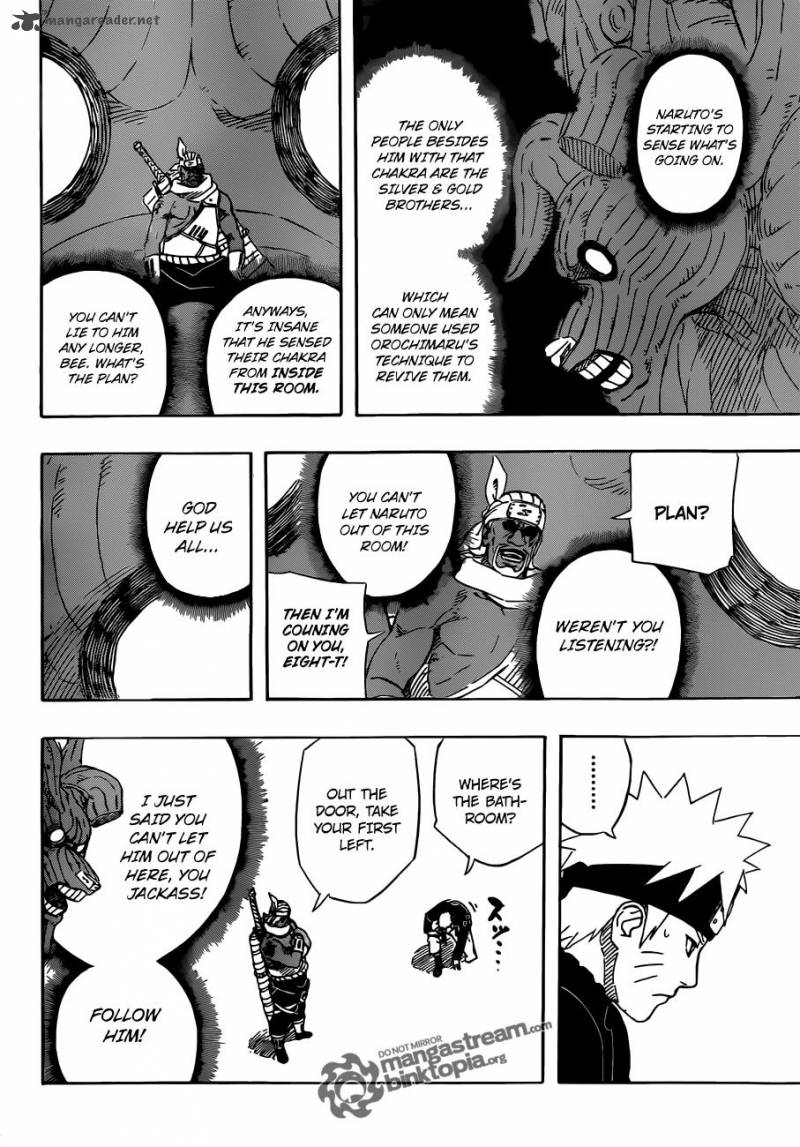 mangareader.net
NARUTO'S
STARTING TO
SENSE WHAT'S
GOING ON.
THE ONLY
PEOPLE BESIDES
HIM WITH THAT
CHAKRA ARE THE
SILVER & GOLD
BROTHERS...
WHICH
CAN ONLY MEAN
SOMEONE USED
OROCHIMARU'S
TECHNIQUE TO
REVIVE THEM.
ANYWAYS,
IT'S INSANE
THAT HE SENSED
THEIR CHAKRA
FROM INSIDE
THIS ROOM.
YOU CAN'T
LIE TO HIM
ANY LONGER,
BEE. WHAT'S
THE PLAN?
PLAN?
WEREN'T YOU
LISTENING?!
YOU CAN'T
LET NARUTO
OUT OF THIS
ROOM!
THEN I'M
COUNING
ON YOU,
EIGHT-T!
GOD
HELP US
ALL...
........
WHERE'S
THE BATH-
ROOM?
スッ…
OUT THE
DOOR, TAKE
YOUR FIRST
LEFT.
I JUST
SAID YOU
CAN'T LET
HIM OUT OF
HERE, YOU
JACKASS!
FOLLOW
HIM!
DO NOT MIRROR
mangastream.com
binktopia.org